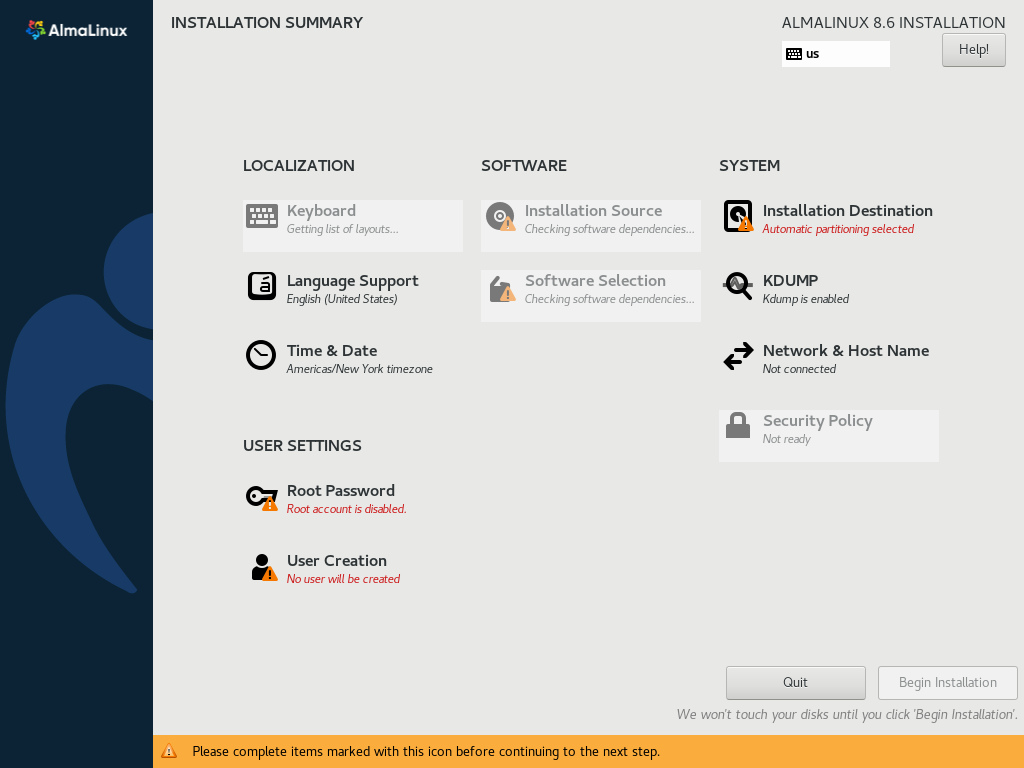 AlmaLinux
INSTALLATION SUMMARY
ALMALINUX 8.6 INSTALLATION
us
Help!
LOCALIZATION
Keyboard
Getting list of layouts...
Language Support
English (United States)
Time & Date
Americas/New York timezone
SOFTWARE
Installation Source
Checking software dependencies...
Software Selection
Checking software dependencies...
SYSTEM
Installation Destination
Automatic partitioning selected
KDUMP
Kdump is enabled
Network & Host Name
Not connected
Security Policy
Not ready
USER SETTINGS
Root Password
Root account is disabled.
User Creation
No user will be created
Quit
Begin Installation
We won't touch your disks until you click 'Begin Installation'.
Please complete items marked with this icon before continuing to the next step.